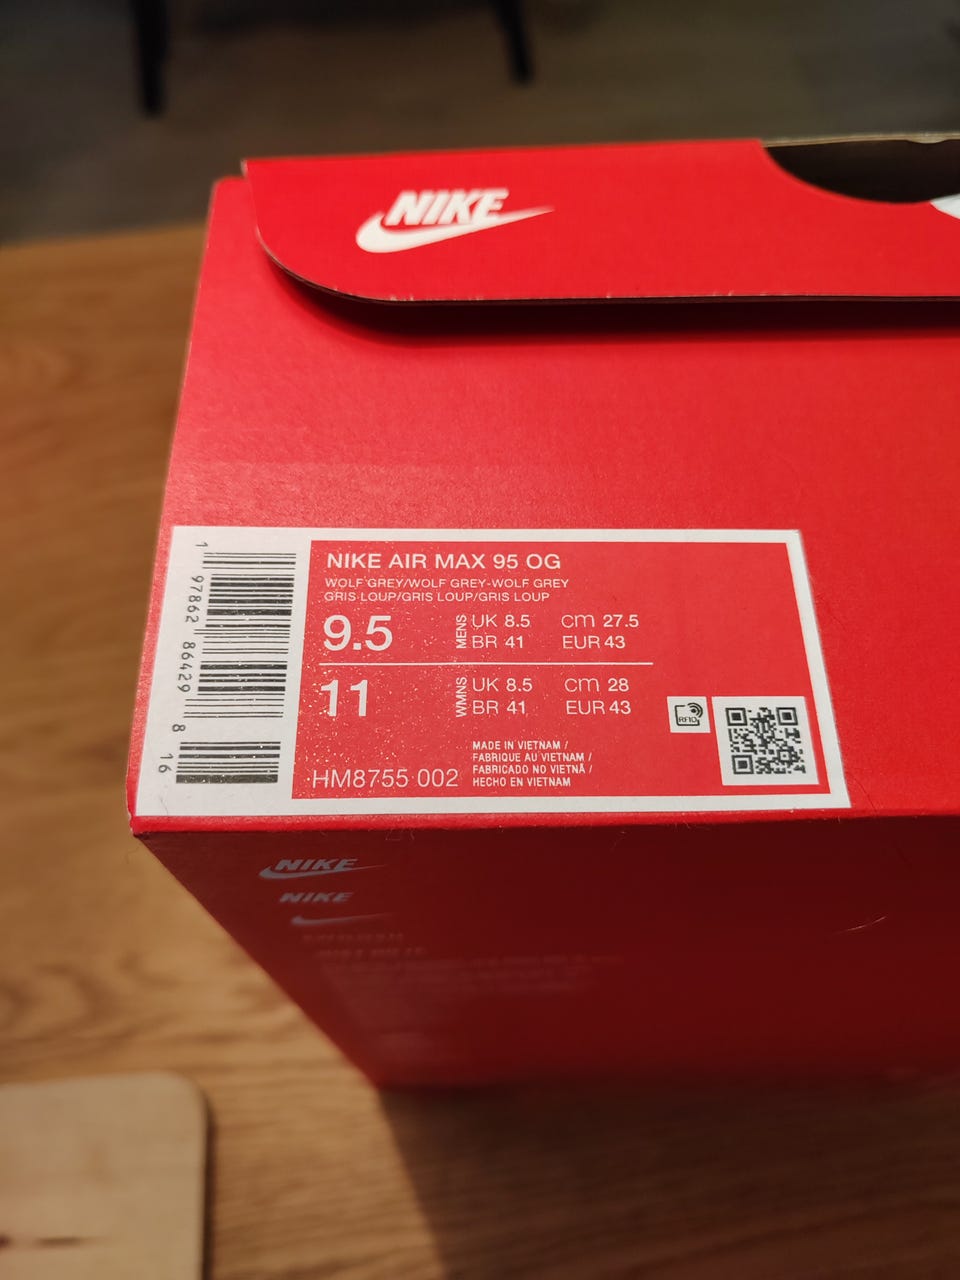 NIKE
NIKE AIR MAX 95 OG
WOLF GREY/WOLF GREY-WOLF GREY
GRIS LOUP/GRIS LOUP/GRIS LOUP
9.5 MENS UK 8.5 cm 27.5
BR 41 EUR 43
11 WMNS UK 8.5 cm 28
BR 41 EUR 43
RFID
HM8755 002
MADE IN VIETNAM /
FABRIQUE AU VIETNAM /
FABRICADO NO VIETNÃ /
HECHO EN VIETNAM
1 97862 86429 8 16
NIKE
NIKE